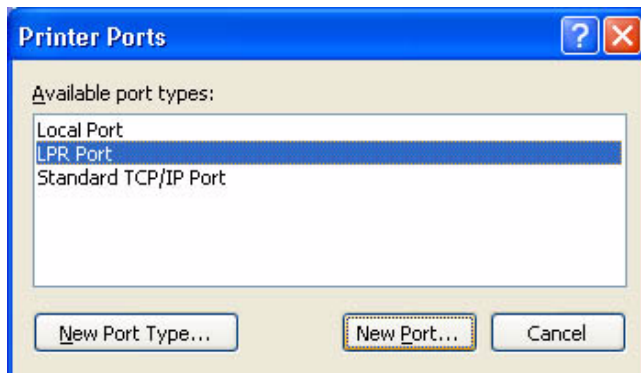 Printer Ports
Available port types:
Local Port
LPR Port
Standard TCP/IP Port
New Port Type... New Port... Cancel